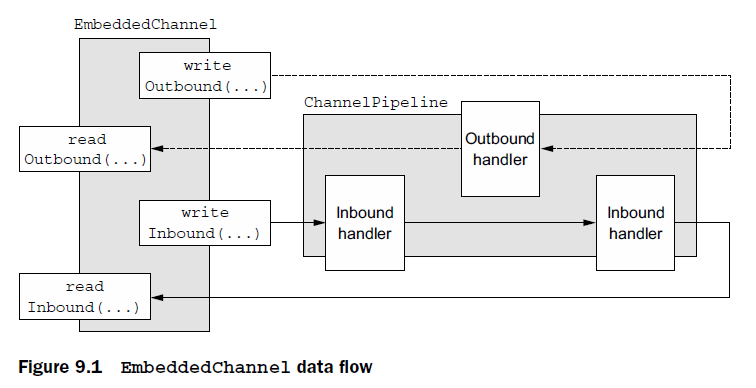 EmbeddedChannel
write
Outbound(...)
ChannelPipeline
read
Outbound(...)
Outbound
handler
write
Inbound(...)
Inbound
handler
Inbound
handler
read
Inbound(...)
Figure 9.1 EmbeddedChannel data flow